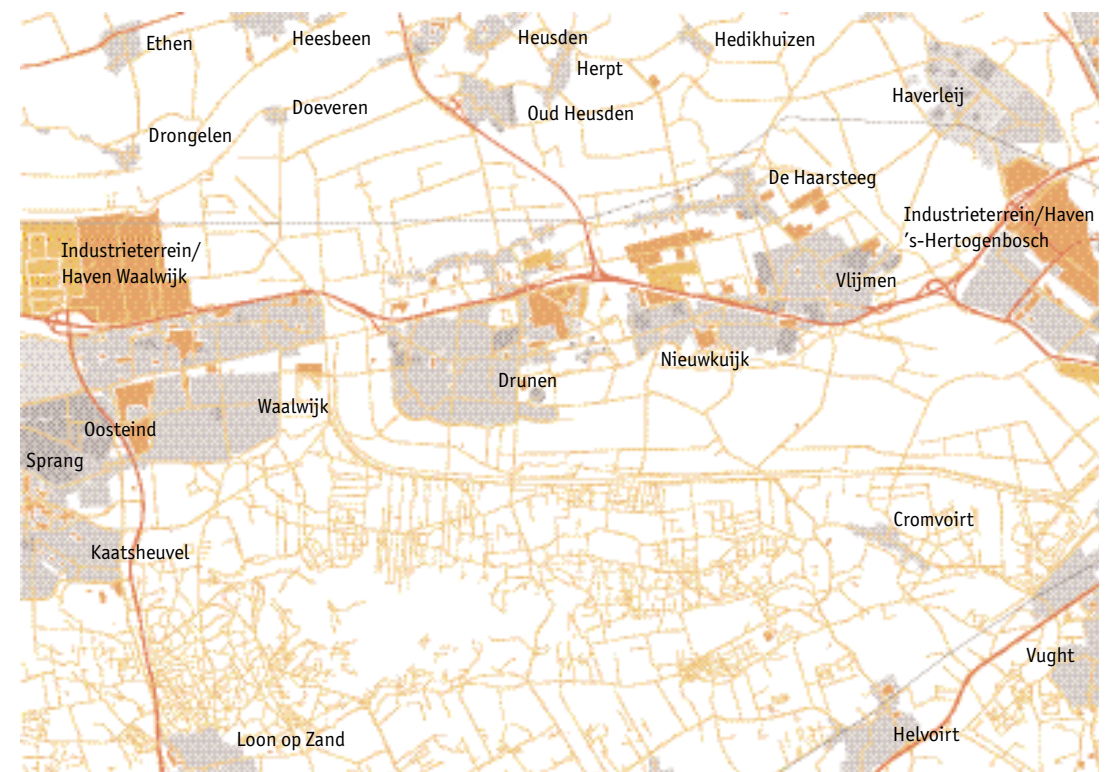 Ethen
Heesbeen
Heusden
Hedikhuizen
Herpt
Haverleij
Doeveren
Oud Heusden
Drongelen
De Haarsteeg
Industrieterrein/Haven
's-Hertogenbosch
Industrieterrein/
Haven Waalwijk
Vlijmen
Nieuwkuijk
Drunen
Waalwijk
Oosteind
Sprang
Cromvoirt
Kaatsheuvel
Vught
Helvoirt
Loon op Zand